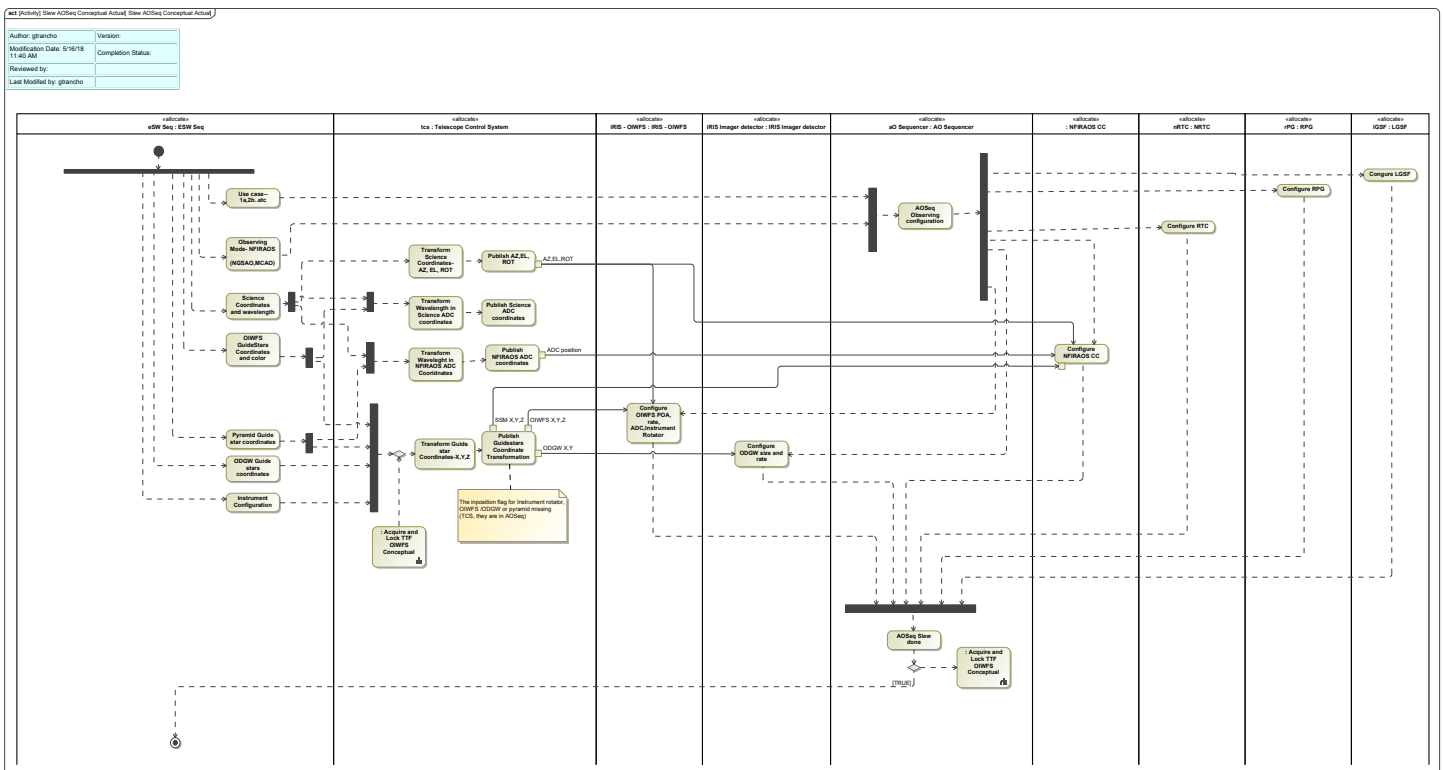 act [Activity] Slew AOSeq Conceptual Actual[ Slew AOSeq Conceptual Actual]
Author: gtrancho
Version:
Modification Date: 5/16/18
11:40 AM
Completion Status:
Reviewed by:
Last Modifed by: gtrancho
«allocate»
eSW Seq : ESW Seq
«allocate»
tcs : Telescope Control System
«allocate»
iRIS - OIWFS : IRIS - OIWFS
«allocate»
iRIS Imager detector : IRIS Imager detector
«allocate»
aO Sequencer : AO Sequencer
«allocate»
: NFIRAOS CC
«allocate»
nRTC : NRTC
«allocate»
rPG : RPG
«allocate»
lGSF : LGSF
Use case--
1a,2b..etc
Observing
Mode- NFIRAOS
(NGSAO,MCAO)
Science
Coordinates
and wavelength
OIWFS
GuideStars
Coordinates
and color
Pyramid Guide
star coordinates
ODGW Guide
stars
coordinates
Instrument
Configuration
Transform
Science
Coordinates-
AZ, EL, ROT
Publish AZ,EL,
ROT
AZ,EL,ROT
Transform
Wavelength in
Science ADC
coordinates
Publish Science
ADC
coordinates
Transform
Wavelenght in
NFIRAOS ADC
Cooridnates
Publish
NFIRAOS ADC
coordinates
ADC position
SSM X,Y,Z
OIWFS X,Y,Z
Transform Guide
star
Coordinates-X,Y,Z
Publish
Guidestars
Coordinate
Transformation
ODGW X,Y
The inposition flag for Instrument rotator,
OIWFS /ODGW or pyramid missing
(TCS, they are in AOSeq)
: Acquire and
Lock TTF
OIWFS
Conceptual
Configure
OIWFS POA,
rate,
ADC,Instrument
Rotator
Configure
ODGW size and
rate
AOSeq
Observing
configuration
Configure
NFIRAOS CC
Configure RTC
Configure RPG
Congure LGSF
AOSeq Slew
done
: Acquire and
Lock TTF
OIWFS
Conceptual
[TRUE]